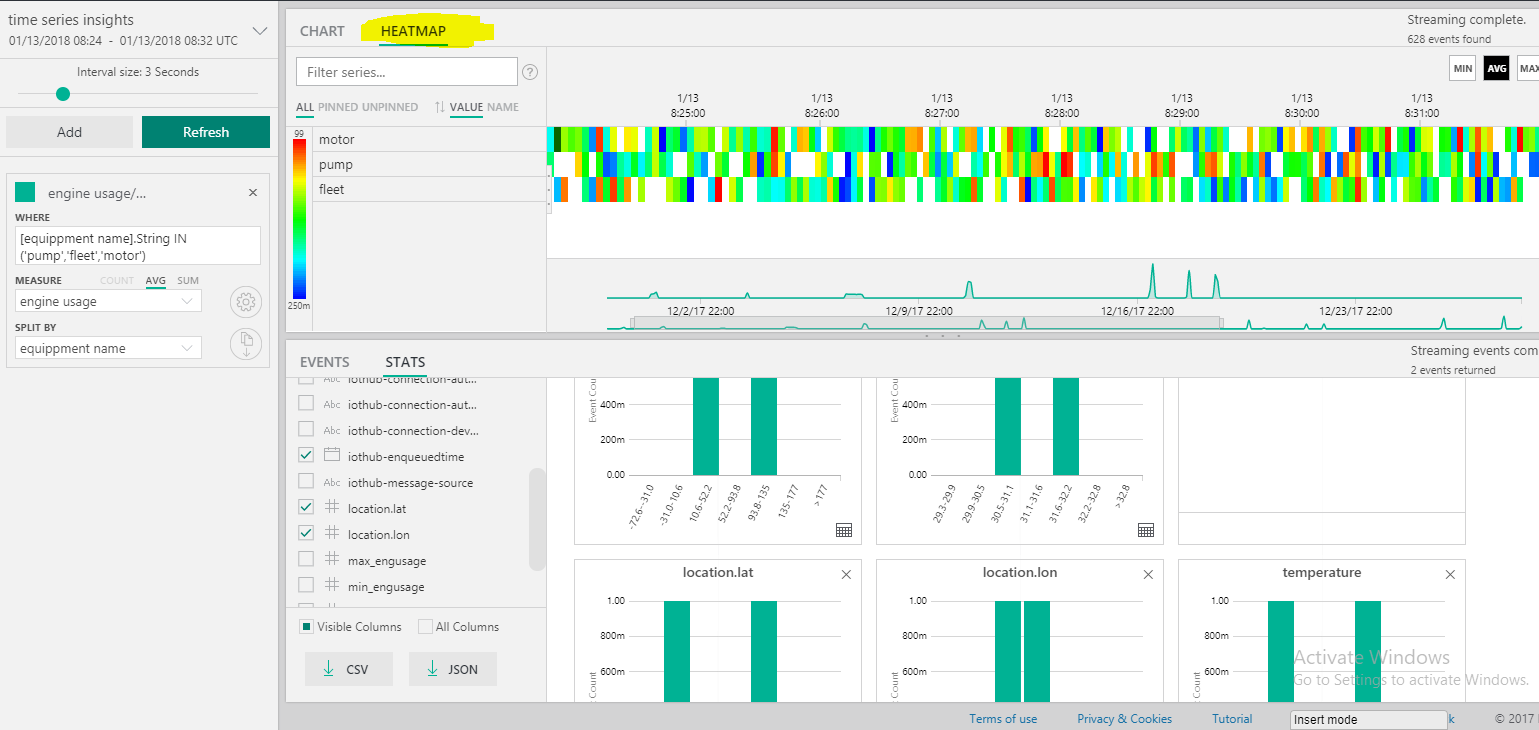 time series insights
01/13/2018 08:24 - 01/13/2018 08:32 UTC
Interval size: 3 Seconds
Add
Refresh
engine usage/...
WHERE
[equippment name].String IN
('pump','fleet','motor')
MEASURE COUNT AVG SUM
engine usage
SPLIT BY
equippment name
CHART HEATMAP
Streaming complete.
628 events found
Filter series...
?
MIN AVG MAX
ALL PINNED UNPINNED VALUE NAME
1/13 1/13 1/13 1/13 1/13 1/13 1/13
8:25:00 8:26:00 8:27:00 8:28:00 8:29:00 8:30:00 8:31:00
99
motor
pump
fleet
250m
12/2/17 22:00 12/9/17 22:00 12/16/17 22:00 12/23/17 22:00
EVENTS STATS
Streaming events com
2 events returned
Abc iothub-connection-aut...
Abc iothub-connection-aut...
Abc iothub-connection-dev...
iothub-enqueuedtime
Abc iothub-message-source
location.lat
location.lon
max_engusage
min_engusage
Visible Columns All Columns
CSV JSON
Event Cou
400m
200m
0.00
-72.6--31.0 -31.0-10.6 10.6-52.2 52.2-93.8 93.8-135 135-177 >177
Event Cou
400m
200m
0.00
29.3-29.9 29.9-30.5 30.5-31.1 31.1-31.6 31.6-32.2 32.2-32.8 >32.8
location.lat
1.00
800m
600m
Count
location.lon
1.00
800m
600m
Count
temperature
1.00
800m
600m
Count
Activate Windows
Go to Settings to activate Windows.
Terms of use Privacy & Cookies Tutorial Insert mode k © 2017